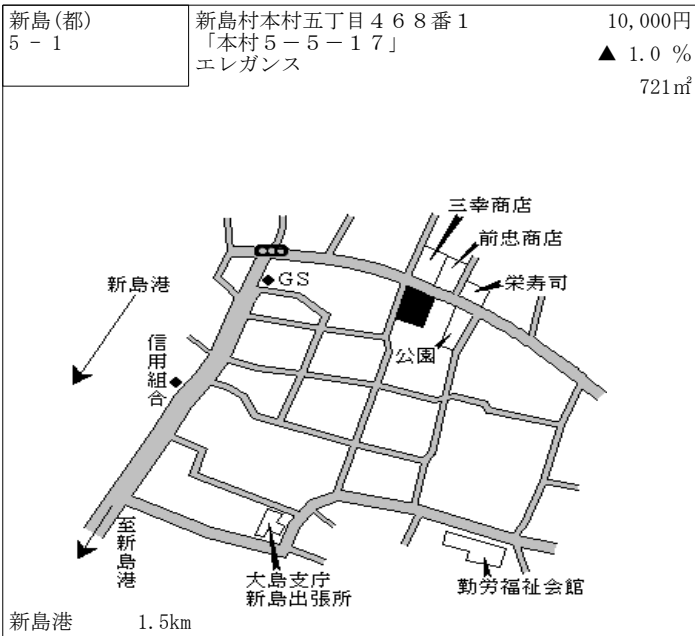 新島(都)
5 - 1
新島村本村五丁目４６８番1
「本村５−５−１７」
エレガンス
10,000円
▲ 1.0 %
721㎡
三幸商店
前忠商店
栄寿司
新島港
GS
信用組合
公園
至新島港
大島支庁
新島出張所
勤労福祉会館
新島港 1.5km